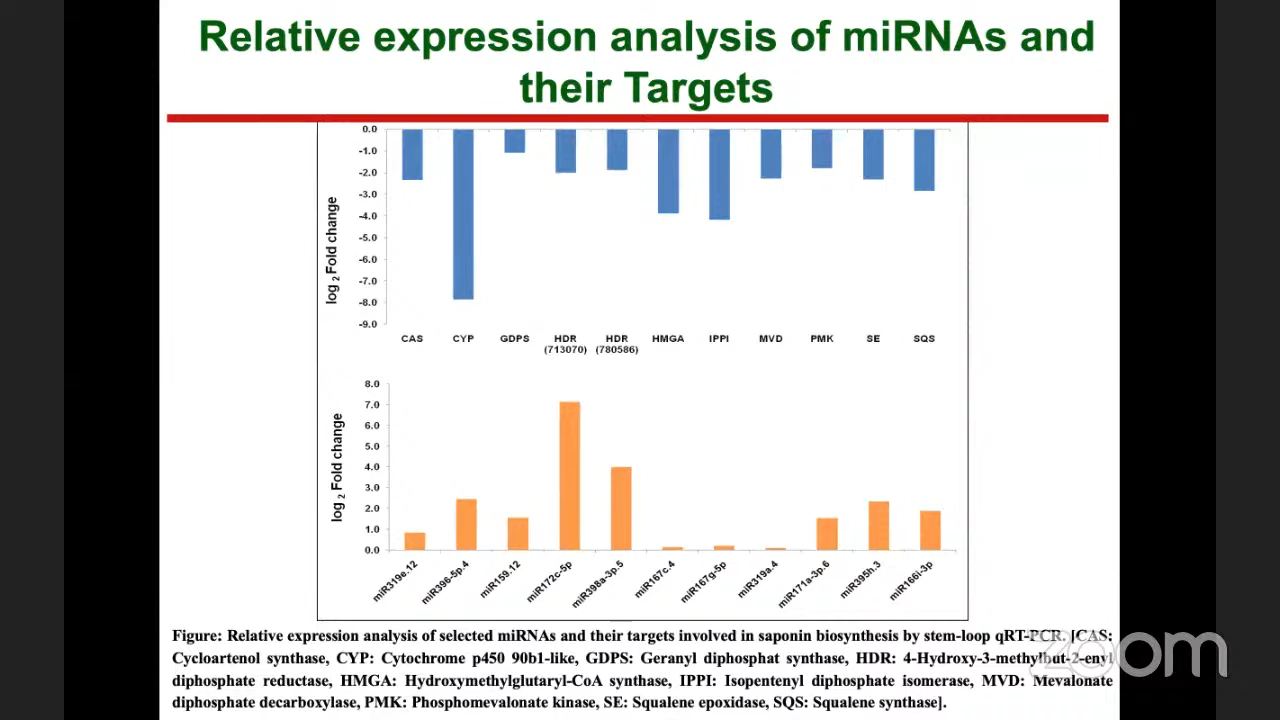 Relative expression analysis of miRNAs and
their Targets
0.0
-1.0
-2.0
-3.0
-4.0
-5.0
-6.0
-7.0
-8.0
-9.0
log 2 Fold change
CAS CYP GDPS HDR HDR HMGA IPPI MVD PMK SE SQS
(713070) (780586)
8.0
7.0
6.0
5.0
4.0
3.0
2.0
1.0
0.0
log 2 Fold change
miR319e.12 miR396-5p.4 miR159.12 miR172c-5p miR398a-3p.5 miR167c.4 miR167g-5p miR319a.4 miR171a-3p.6 miR395h.3 miR166i-3p
Figure: Relative expression analysis of selected miRNAs and their targets involved in saponin biosynthesis by stem-loop qRT-PCR. [CAS:
Cycloartenol synthase, CYP: Cytochrome p450 90b1-like, GDPS: Geranyl diphosphat synthase, HDR: 4-Hydroxy-3-methylbut-2-enyl
diphosphate reductase, HMGA: Hydroxymethylglutaryl-CoA synthase, IPPI: Isopentenyl diphosphate isomerase, MVD: Mevalonate
diphosphate decarboxylase, PMK: Phosphomevalonate kinase, SE: Squalene epoxidase, SQS: Squalene synthase].
zoom